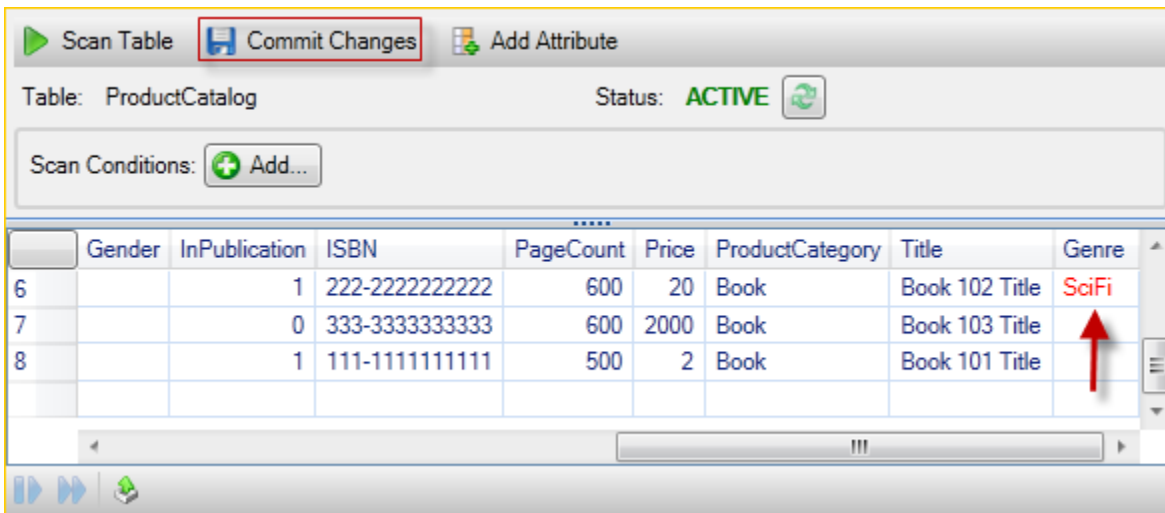 Scan Table Commit Changes Add Attribute
Table: ProductCatalog Status: ACTIVE
Scan Conditions: Add...
Gender InPublication ISBN PageCount Price ProductCategory Title Genre
6 1 222-2222222222 600 20 Book Book 102 Title SciFi
7 0 333-3333333333 600 2000 Book Book 103 Title
8 1 111-1111111111 500 2 Book Book 101 Title